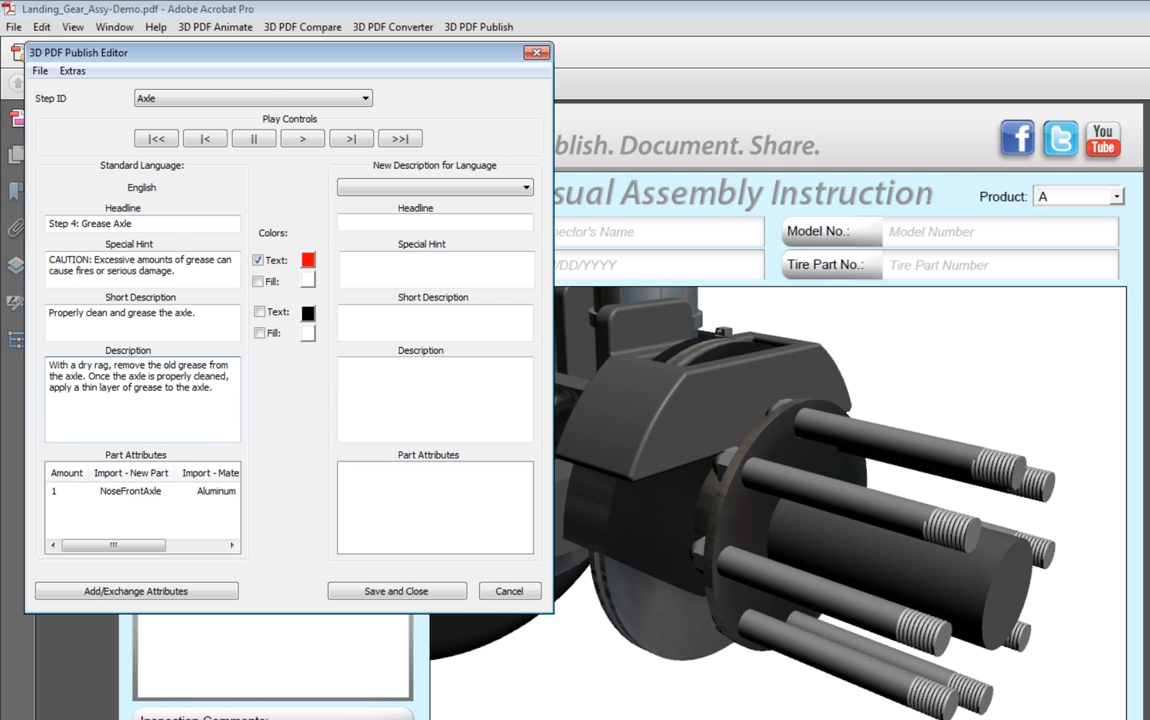 Landing_Gear_Assy-Demo.pdf - Adobe Acrobat Pro
File Edit View Window Help 3D PDF Animate 3D PDF Compare 3D PDF Converter 3D PDF Publish
3D PDF Publish Editor
File Extras
Step ID Axle
Play Controls
|<< |< || > >| >>|
Standard Language:
English
Headline
Step 4: Grease Axle
Special Hint
CAUTION: Excessive amounts of grease can
cause fires or serious damage.
Short Description
Properly clean and grease the axle.
Description
With a dry rag, remove the old grease from
the axle. Once the axle is properly cleaned,
apply a thin layer of grease to the axle.
Part Attributes
Amount Import - New Part Import - Mate
1 NoseFrontAxle Aluminum
Colors:
Text:
Fill:
Text:
Fill:
New Description for Language
Headline
Special Hint
Short Description
Description
Part Attributes
Add/Exchange Attributes Save and Close Cancel
blish. Document. Share.
f t You Tube
sual Assembly Instruction
Product: A
pector's Name
Model No.: Model Number
/DD/YYYY
Tire Part No.: Tire Part Number
Inspection Comments: